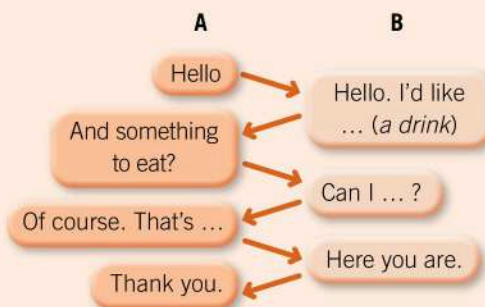 A
B
Hello
Hello. I'd like
… (a drink)
And something
to eat?
Can I … ?
Of course. That's …
Here you are.
Thank you.